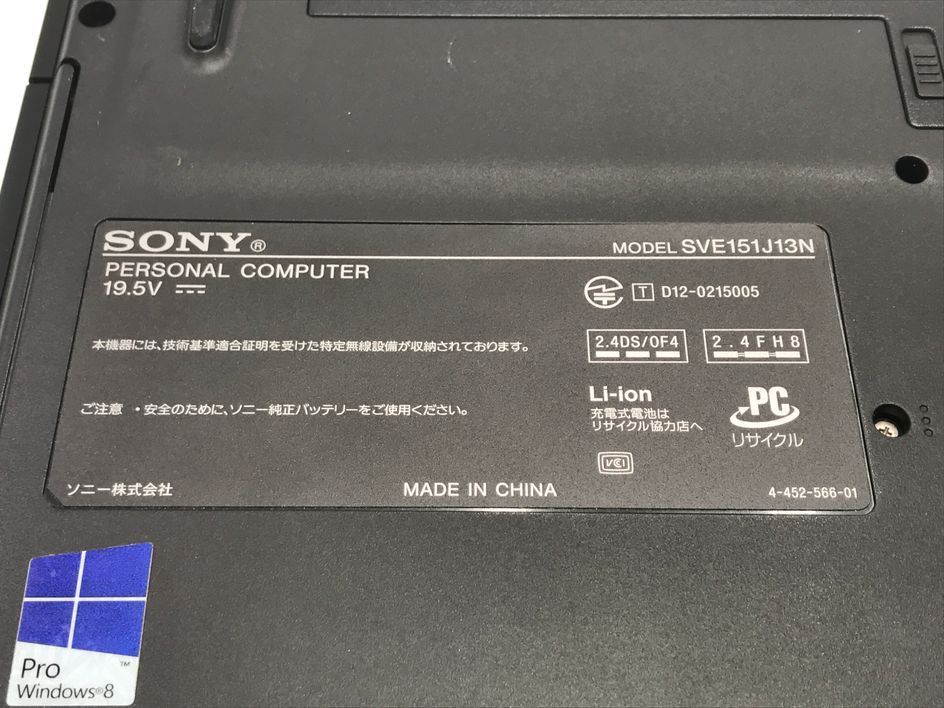 SONY®
MODEL SVE151J13N
PERSONAL COMPUTER
19.5V
T D12-0215005
本機器には、技術基準適合証明を受けた特定無線設備が収納されております。
2.4DS/OF4
2.4FH8
ご注意 ・安全のために、ソニー純正バッテリーをご使用ください。
Li-ion
充電式電池は
リサイクル協力店へ
PC
リサイクル
VCI
ソニー株式会社
MADE IN CHINA
4-452-566-01
Pro
™
Windows®8